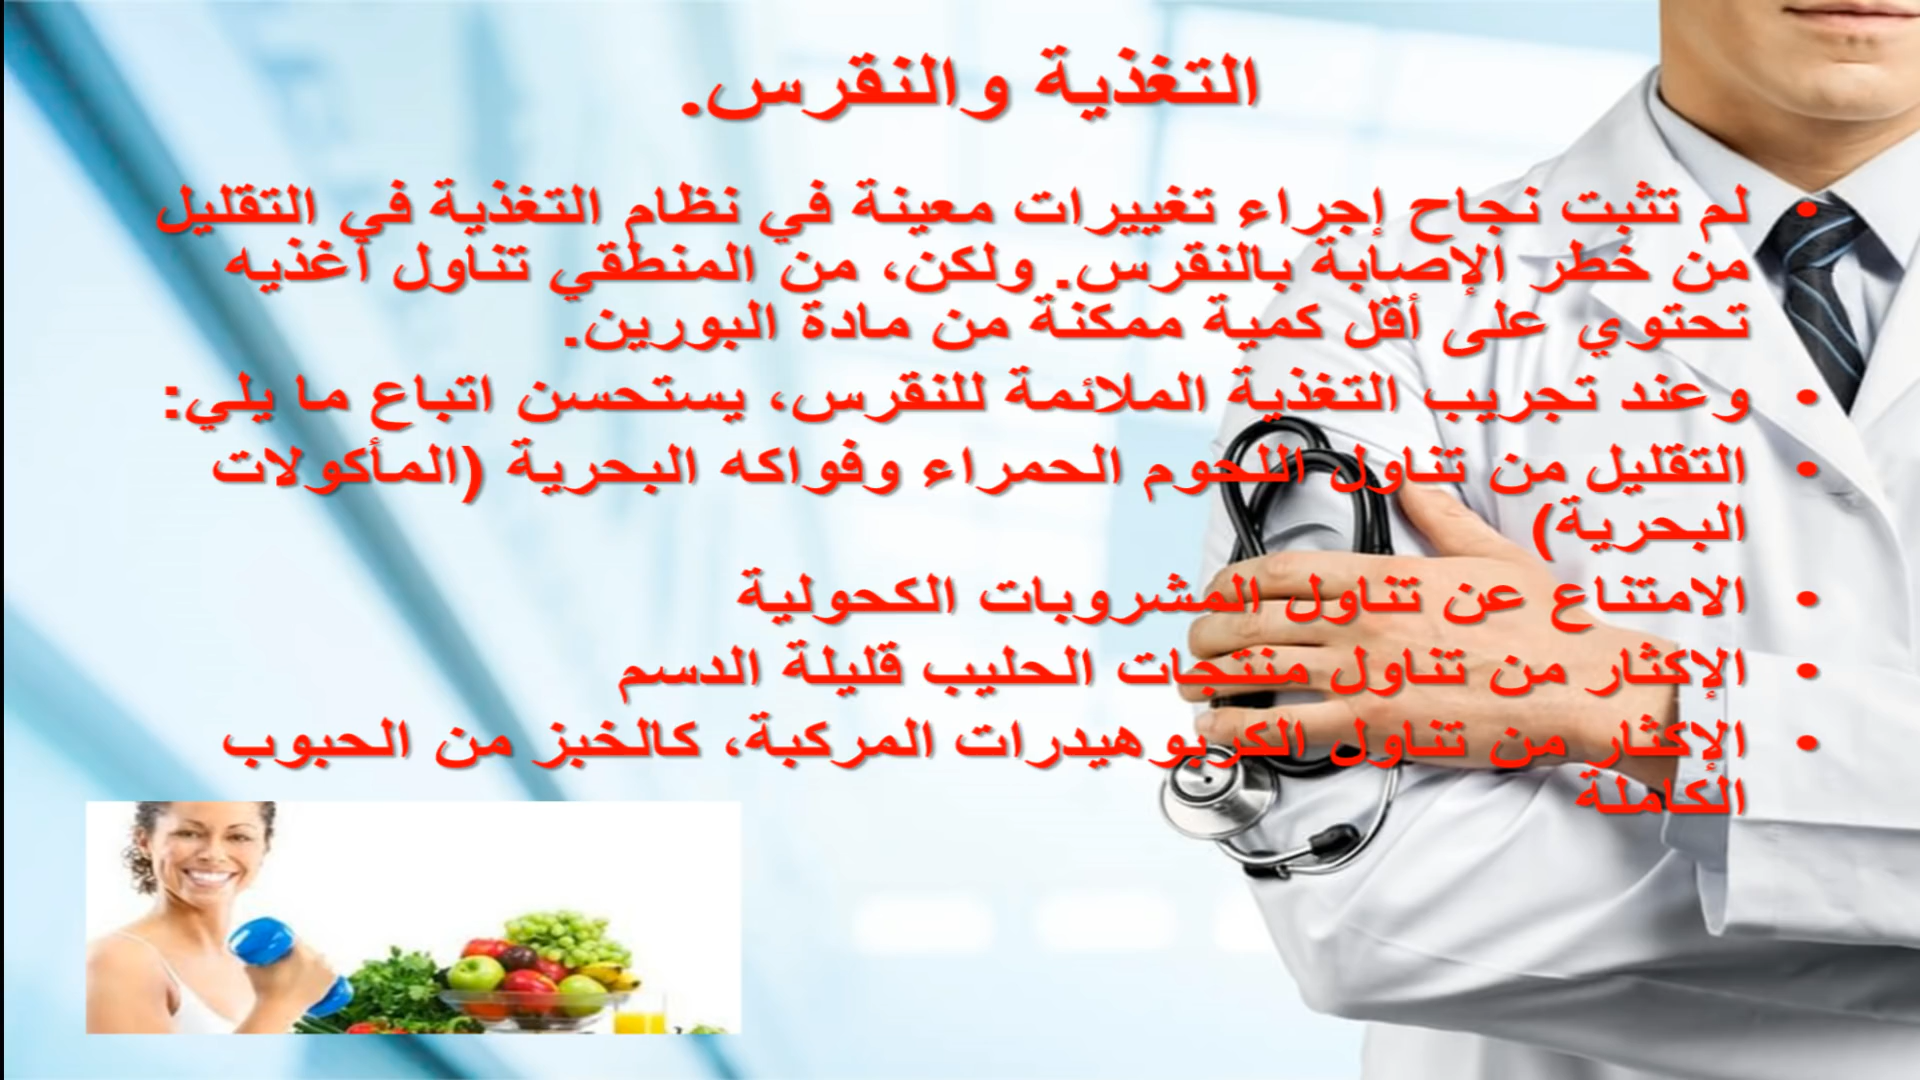 التغذية والنقرس.
• لم تثبت نجاح إجراء تغييرات معينة في نظام التغذية في التقليل
من خطر الإصابة بالنقرس. ولكن، من المنطقي تناول أغذيه
تحتوي على أقل كمية ممكنة من مادة البورين.
• وعند تجريب التغذية الملائمة للنقرس، يستحسن اتباع ما يلي:
• التقليل من تناول اللحوم الحمراء وفواكه البحرية (المأكولات
البحرية)
• الامتناع عن تناول المشروبات الكحولية
• الإكثار من تناول منتجات الحليب قليلة الدسم
• الإكثار من تناول الكربوهيدرات المركبة، كالخبز من الحبوب
الكاملة